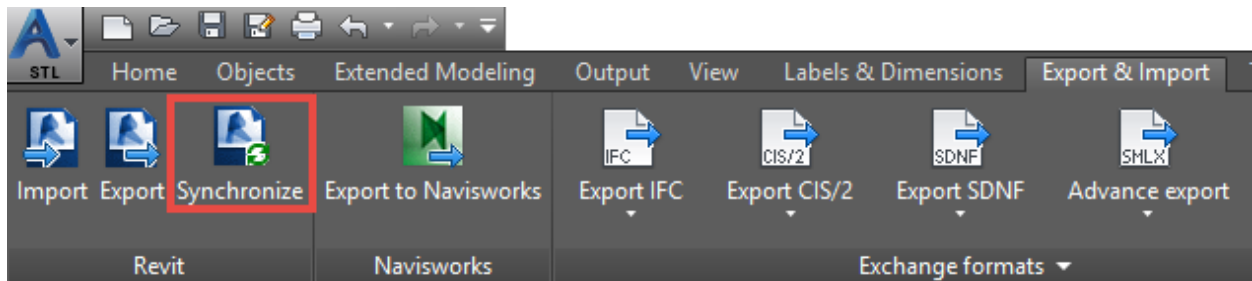 STL
Home Objects Extended Modeling Output View Labels & Dimensions Export & Import
IFC CIS/2 SDNF SMLX
Import Export Synchronize Export to Navisworks Export IFC Export CIS/2 Export SDNF Advance export
Revit Navisworks Exchange formats